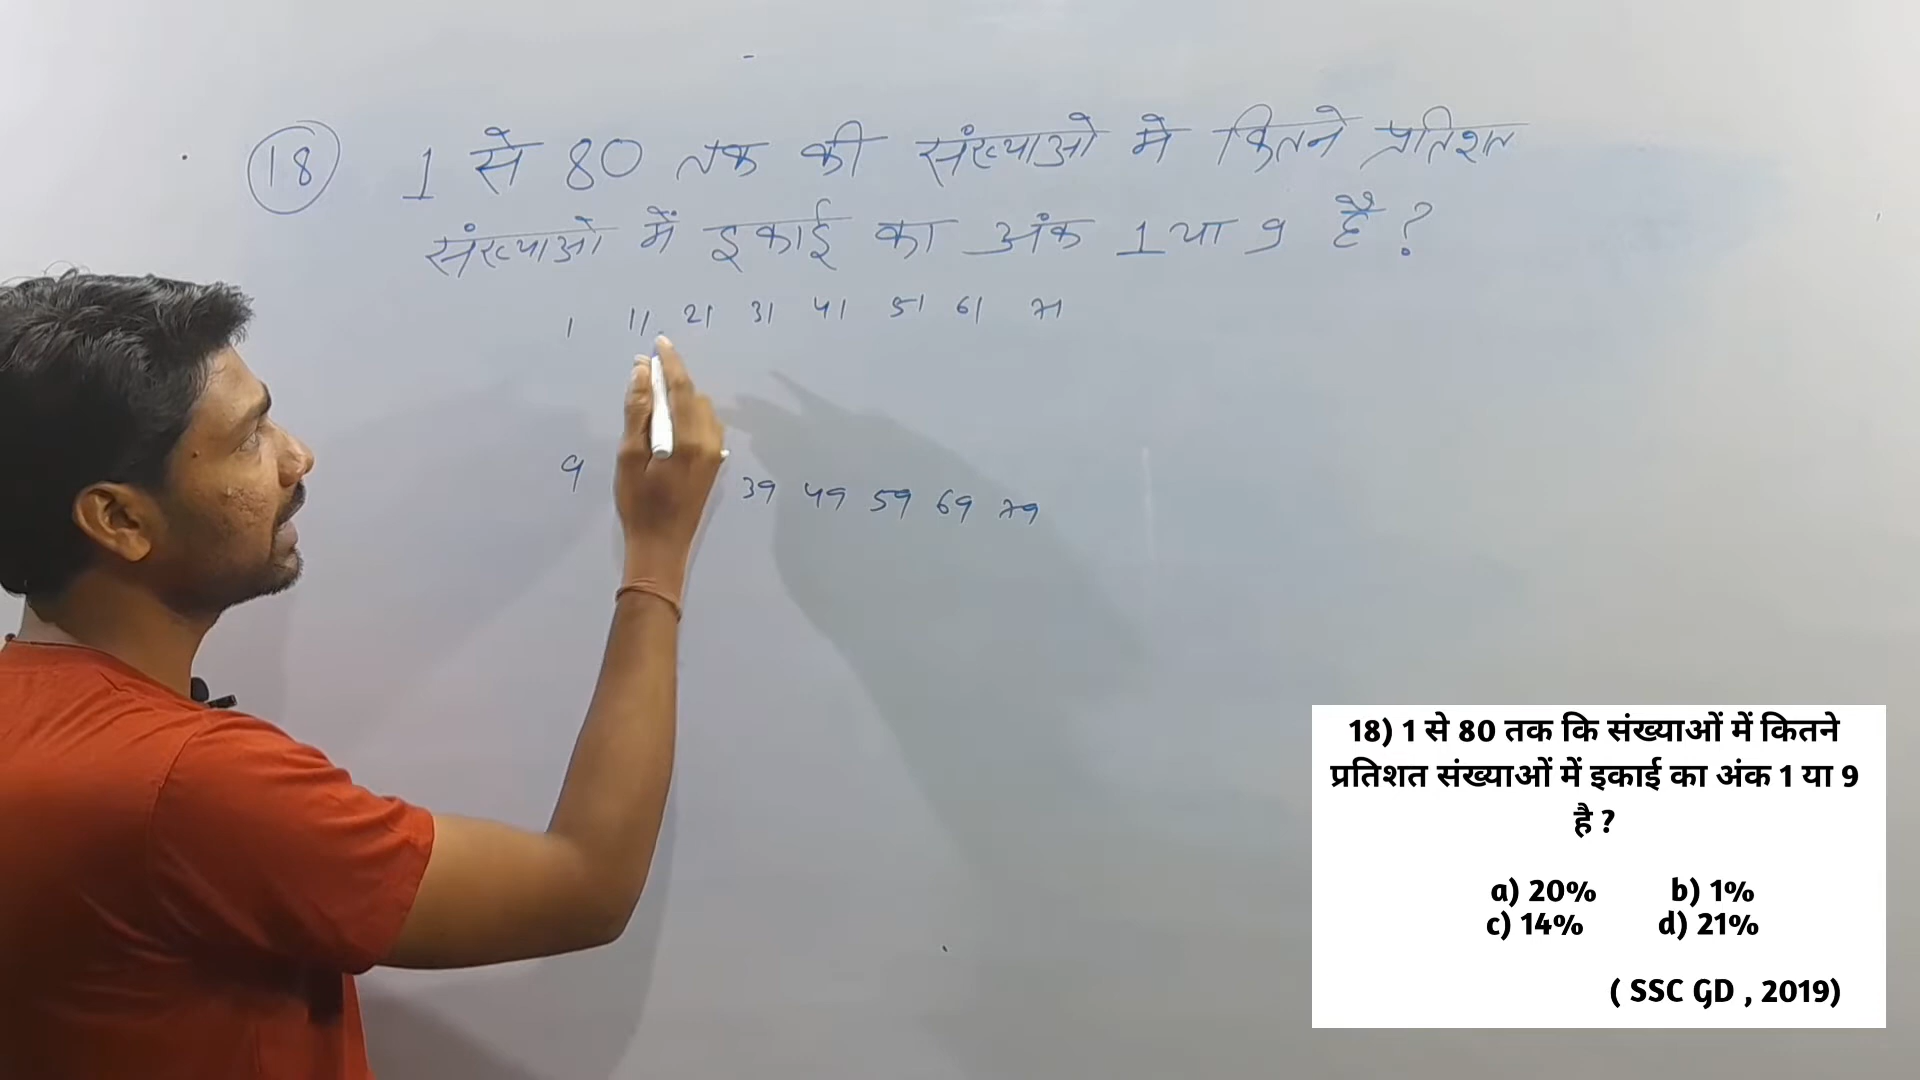 18 1 से 80 तक की संख्याओ मे कितने प्रतिशत
संख्याओ में इकाई का अंक 1 या 9 है ?
1 11 21 31 41 51 61 71
9 39 49 59 69 79
18) 1 से 80 तक कि संख्याओं में कितने
प्रतिशत संख्याओं में इकाई का अंक 1 या 9
है ?
a) 20% b) 1%
c) 14% d) 21%
( SSC GD , 2019)